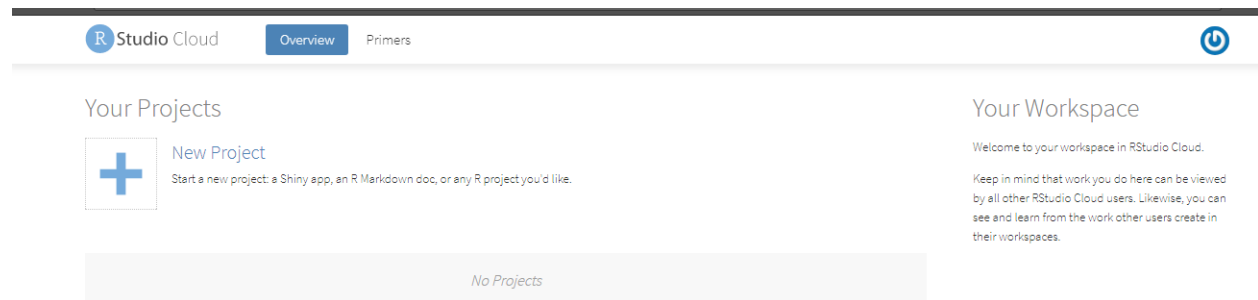 R Studio Cloud
Overview
Primers
Your Projects
New Project
Start a new project: a Shiny app, an R Markdown doc, or any R project you'd like.
No Projects
Your Workspace
Welcome to your workspace in RStudio Cloud.
Keep in mind that work you do here can be viewed
by all other RStudio Cloud users. Likewise, you can
see and learn from the work other users create in
their workspaces.